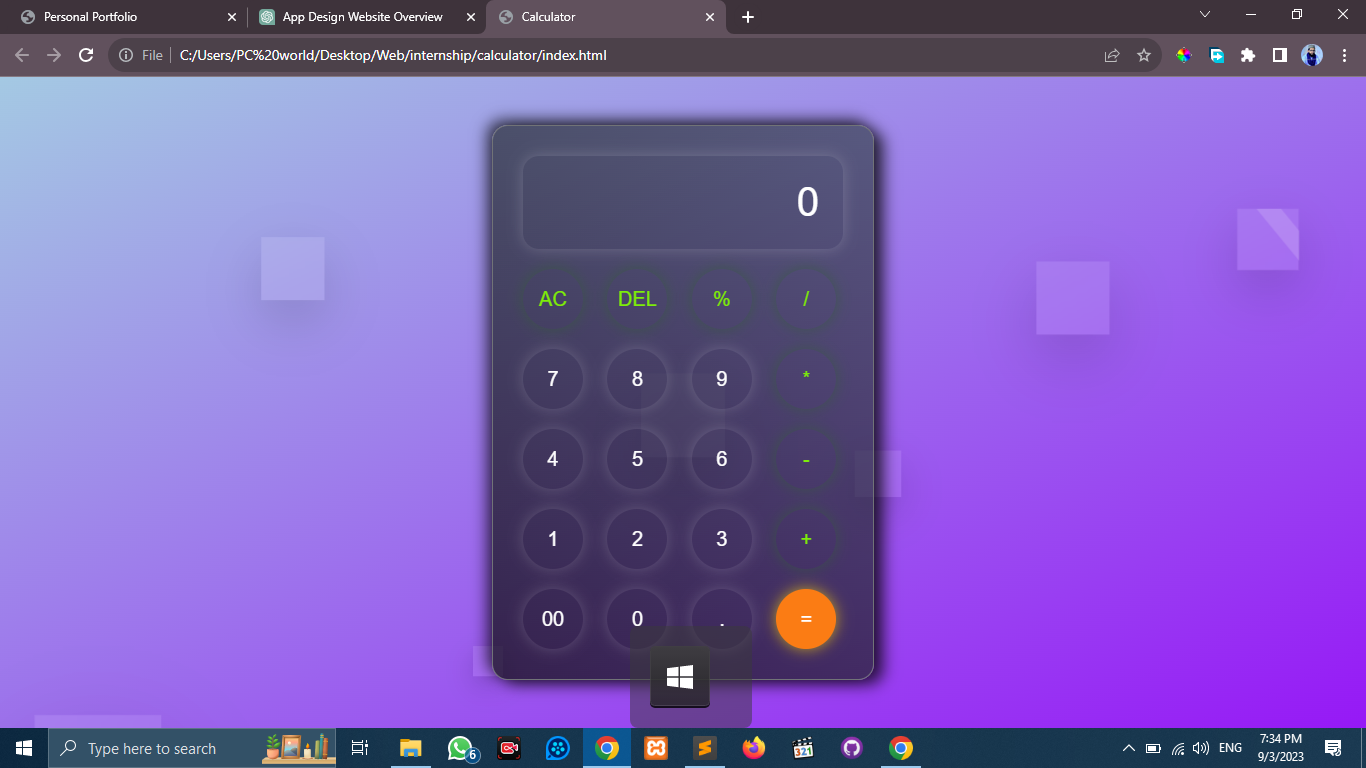 Personal Portfolio
App Design Website Overview
Calculator
File
C:/Users/PC%20world/Desktop/Web/internship/calculator/index.html
0
AC DEL % /
7 8 9 *
4 5 6 -
1 2 3 +
00 0 . =
Type here to search
6
321
ENG
7:34 PM
9/3/2023